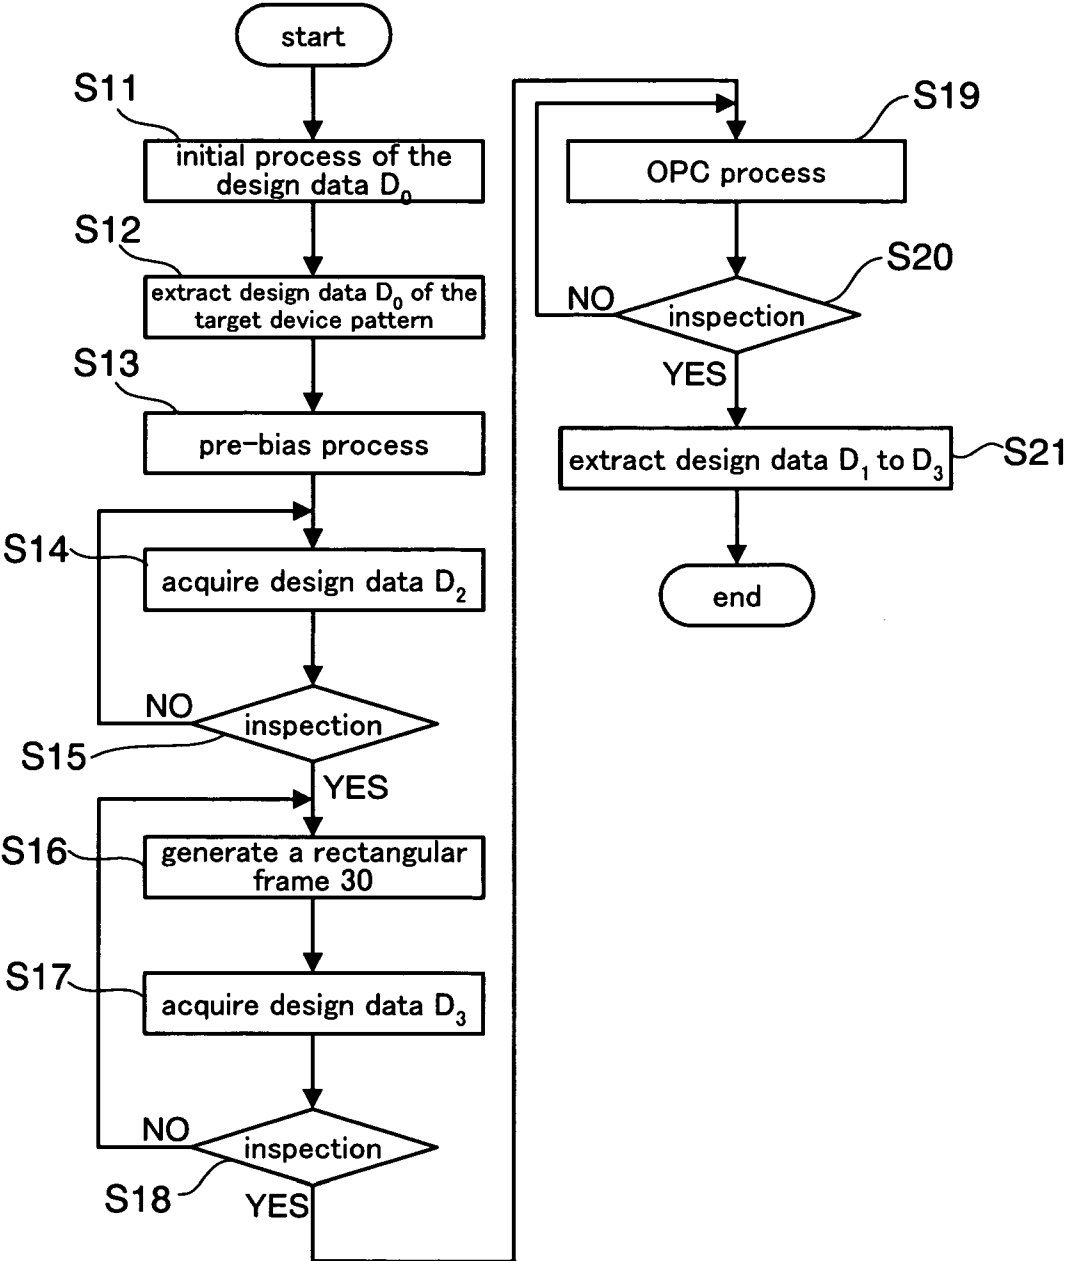 start
S11
initial process of the
design data D₀
S12
extract design data D₀ of the
target device pattern
S13
pre-bias process
S14
acquire design data D₂
NO
inspection
S15
YES
S16
generate a rectangular
frame 30
S17
acquire design data D₃
NO
inspection
S18
YES
S19
OPC process
S20
NO
inspection
YES
extract design data D₁ to D₃
S21
end